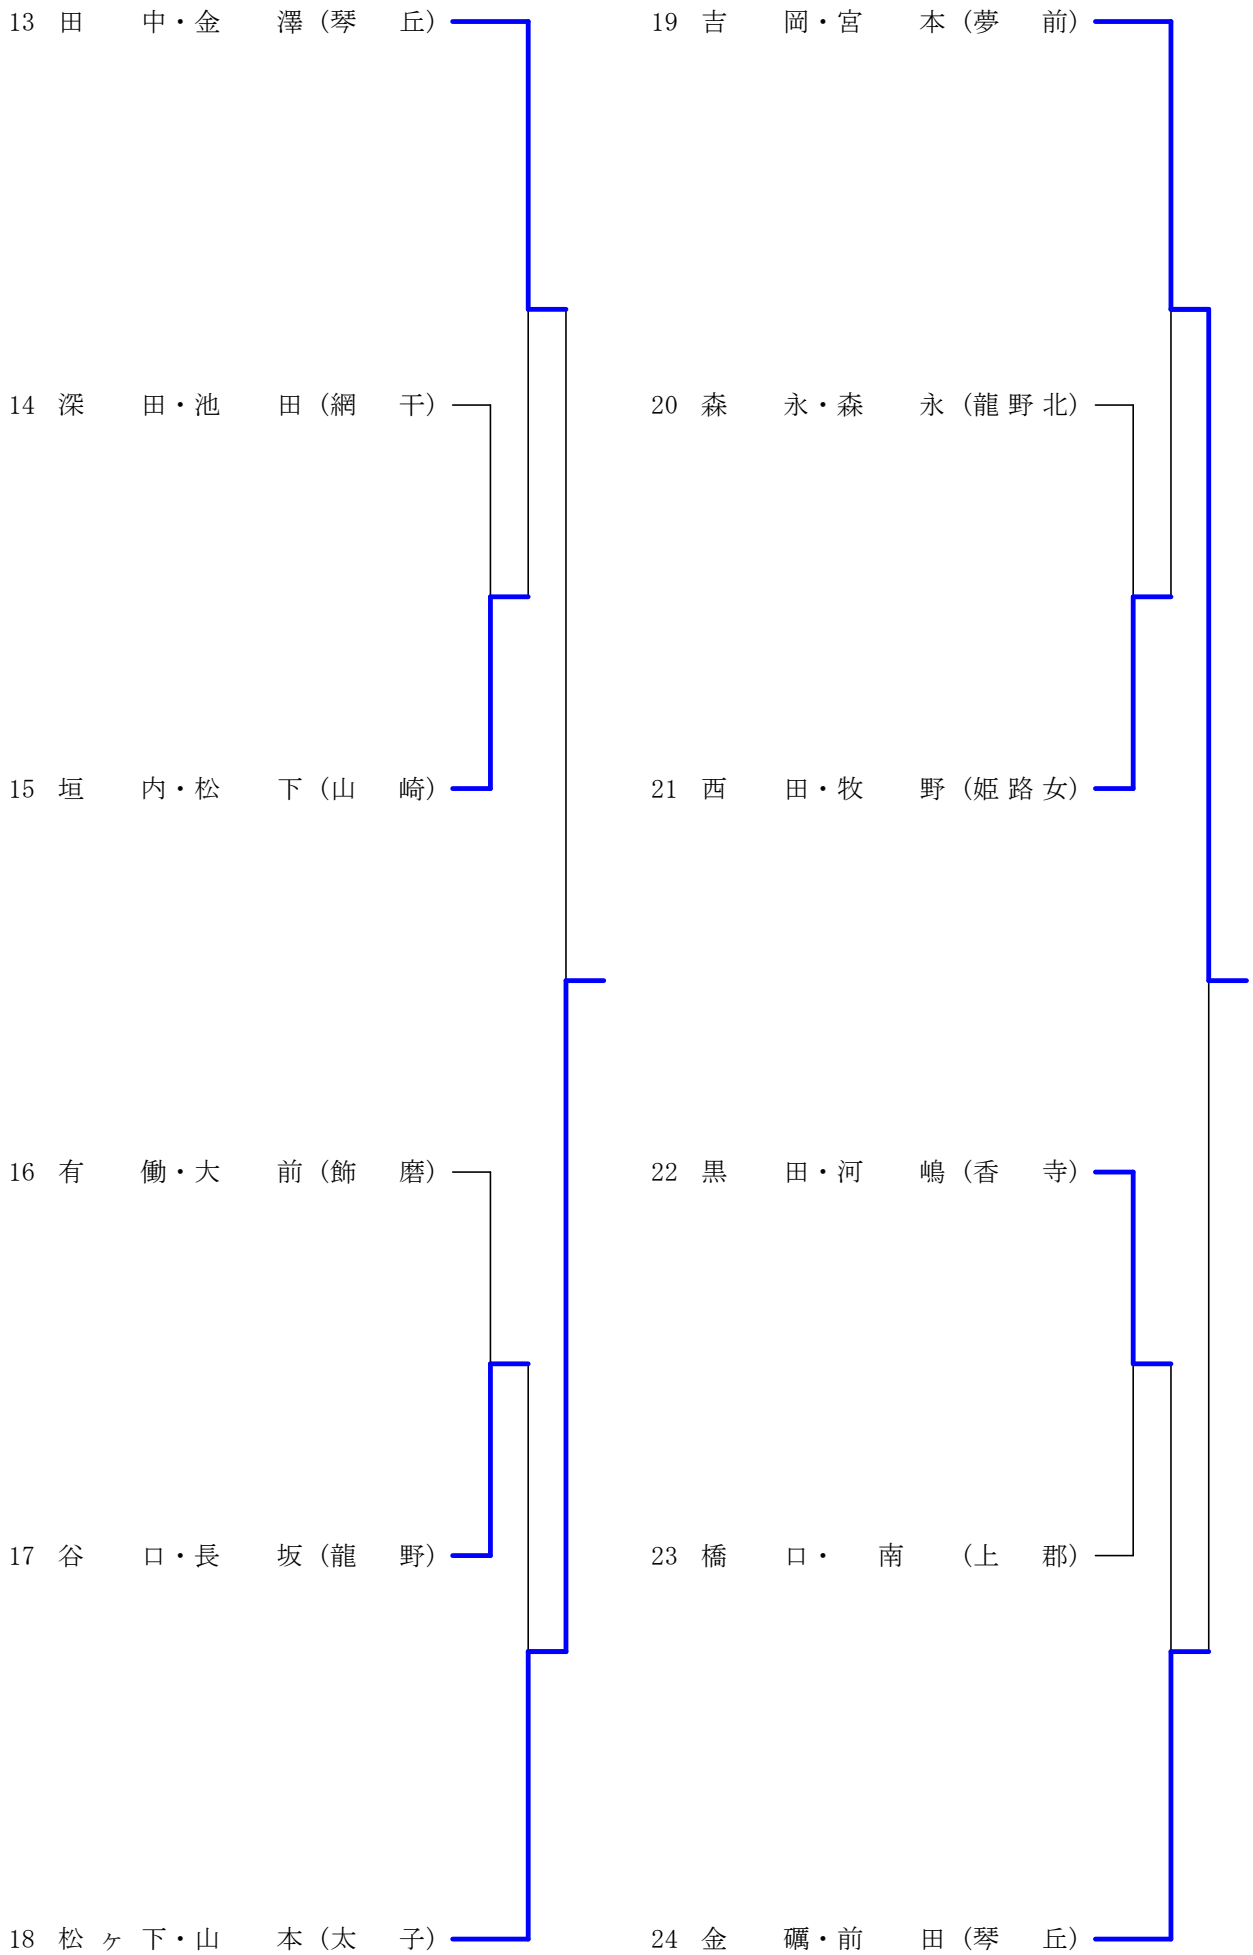 13 田中・金澤(琴丘)
14 深田・池田(網干)
15 垣内・松下(山崎)
16 有働・大前(飾磨)
17 谷口・長坂(龍野)
18 松ヶ下・山本(太子)
19 吉岡・宮本(夢前)
20 森永・森永(龍野北)
21 西田・牧野(姫路女)
22 黒田・河嶋(香寺)
23 橋口・南(上郡)
24 金礪・前田(琴丘)